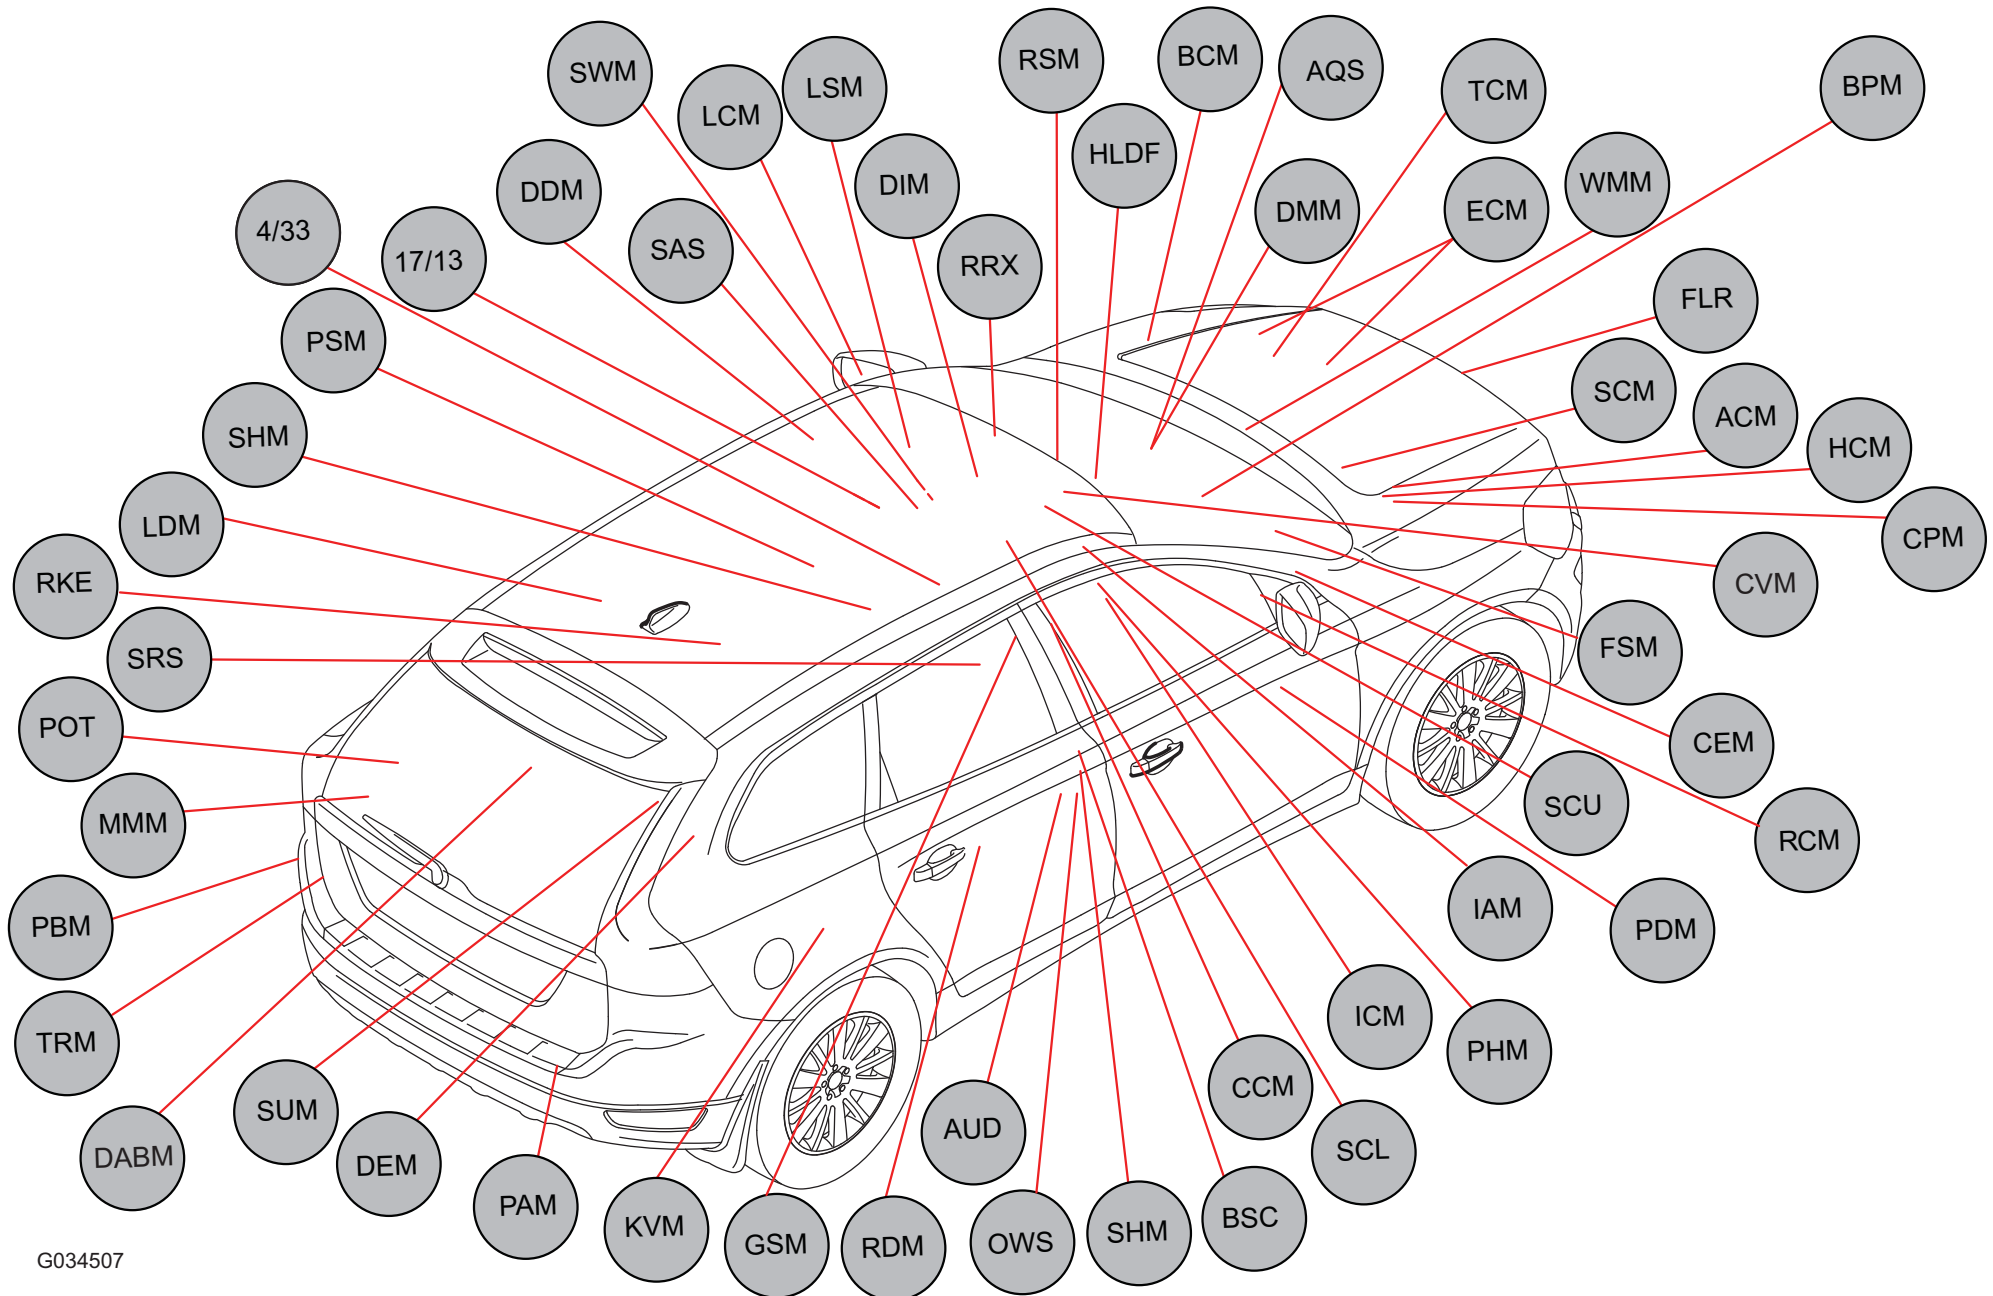 SWM
LCM
LSM
RSM
BCM
AQS
TCM
BPM
DDM
SAS
DIM
RRX
HLDF
DMM
ECM
WMM
4/33
17/13
PSM
SHM
LDM
RKE
SRS
POT
MMM
PBM
TRM
DABM
SUM
DEM
PAM
KVM
GSM
RDM
AUD
OWS
SHM
BSC
CCM
SCL
ICM
PHM
IAM
PDM
SCU
RCM
CEM
FSM
CVM
CPM
HCM
ACM
SCM
FLR
G034507